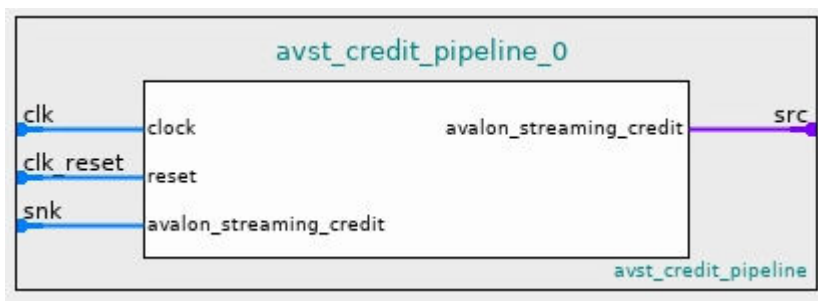 avst_credit_pipeline_0
clk
clock
avalon_streaming_credit
src
clk_reset
reset
snk
avalon_streaming_credit
avst_credit_pipeline